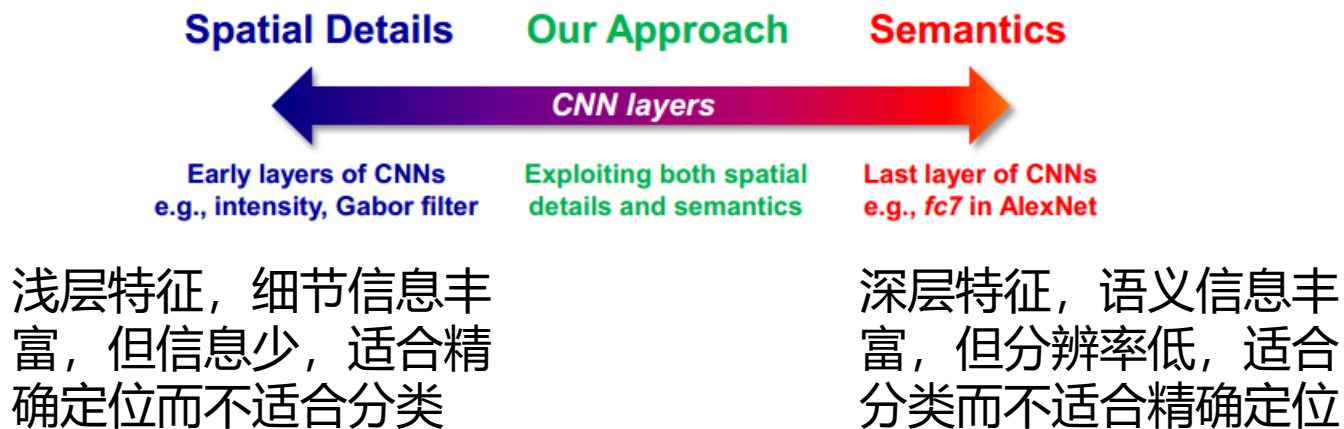 Spatial Details Our Approach Semantics
CNN layers
Early layers of CNNs
e.g., intensity, Gabor filter
Exploiting both spatial
details and semantics
Last layer of CNNs
e.g., fc7 in AlexNet
浅层特征，细节信息丰
富，但信息少，适合精
确定位而不适合分类
深层特征，语义信息丰
富，但分辨率低，适合
分类而不适合精确定位